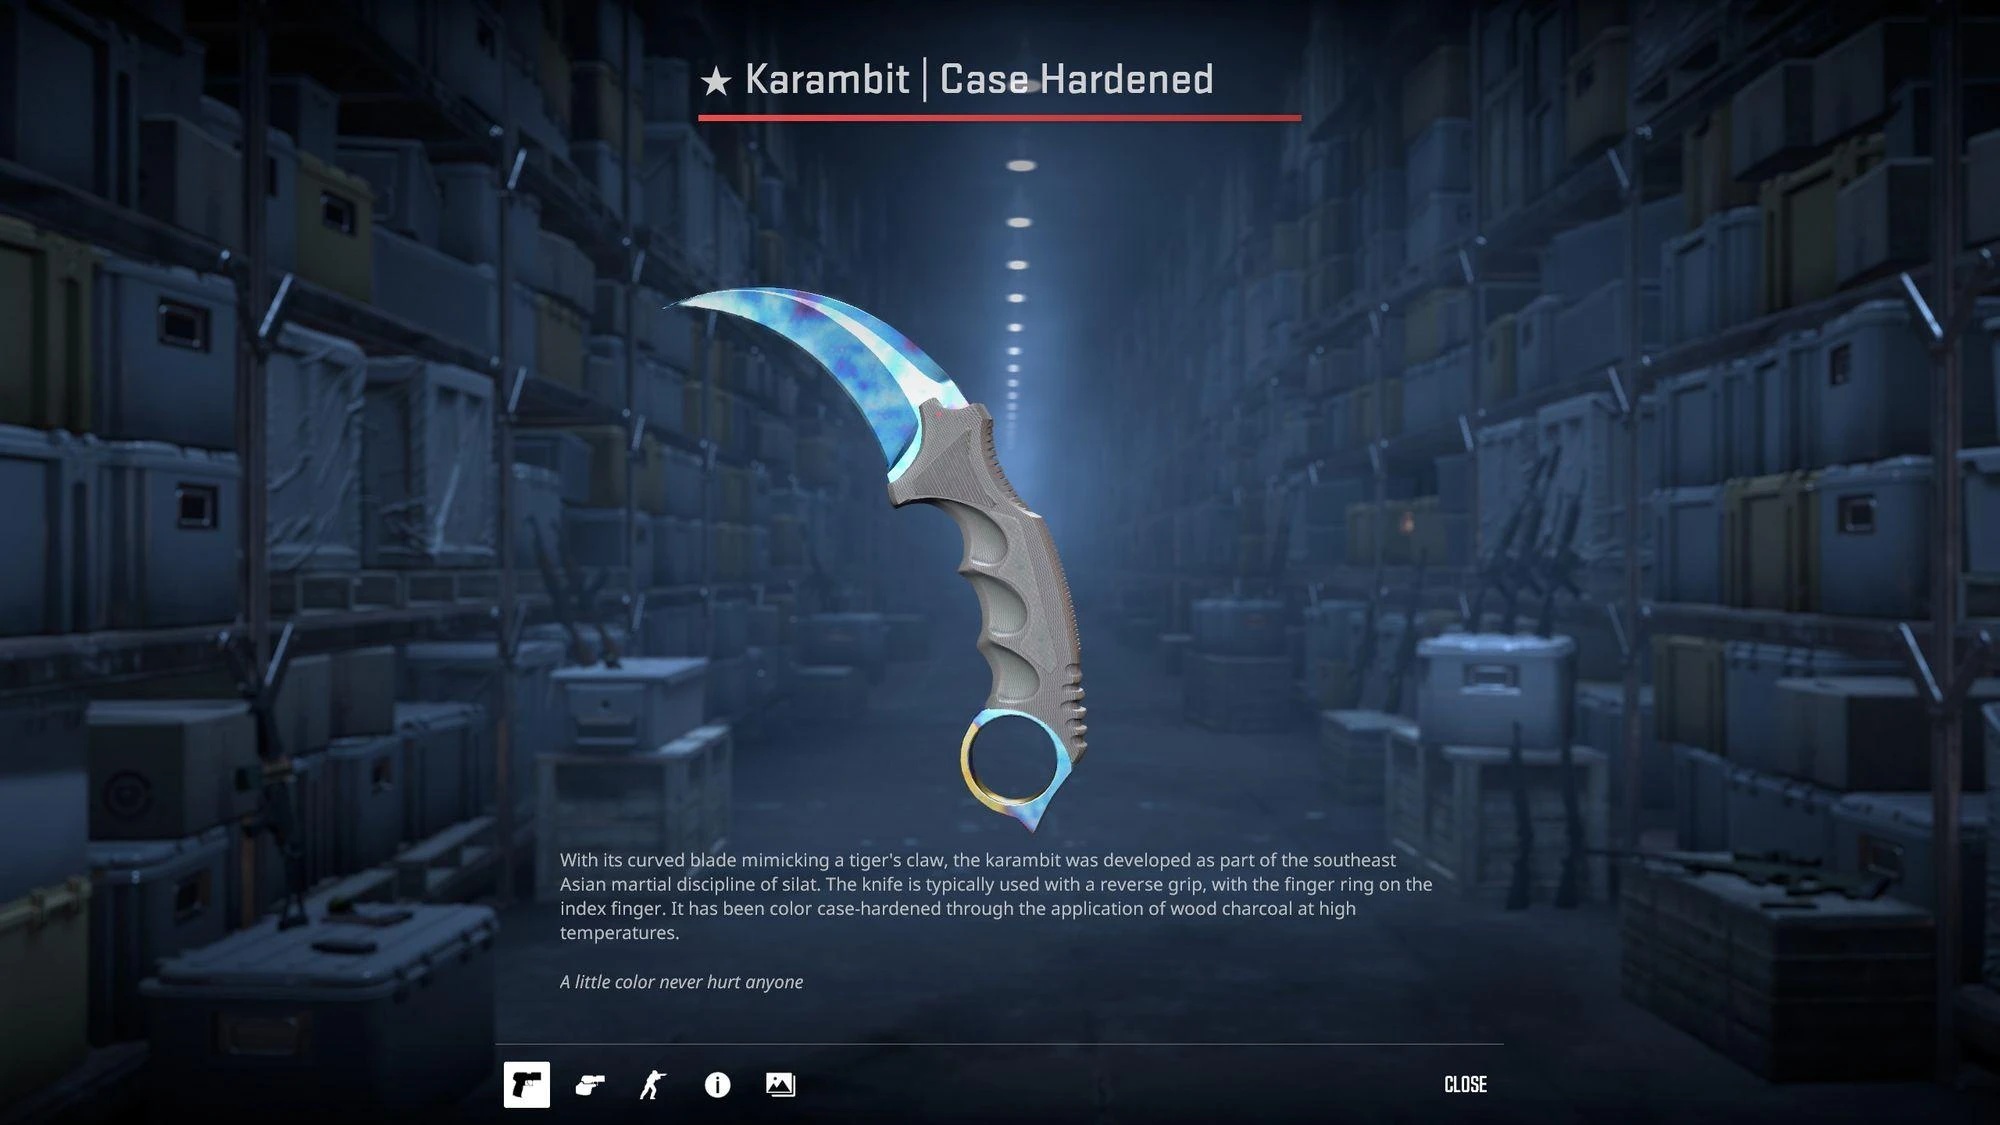 ★ Karambit | Case Hardened
With its curved blade mimicking a tiger's claw, the karambit was developed as part of the southeast
Asian martial discipline of silat. The knife is typically used with a reverse grip, with the finger ring on the
index finger. It has been color case-hardened through the application of wood charcoal at high
temperatures.
A little color never hurt anyone
CLOSE